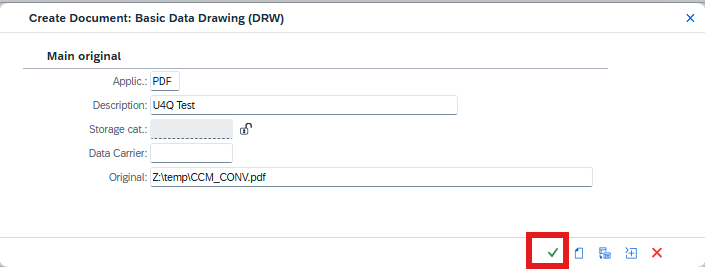 Create Document: Basic Data Drawing (DRW)
Main original
Applic.: PDF
Description: U4Q Test
Storage cat.:
Data Carrier:
Original: Z:\temp\CCM_CONV.pdf